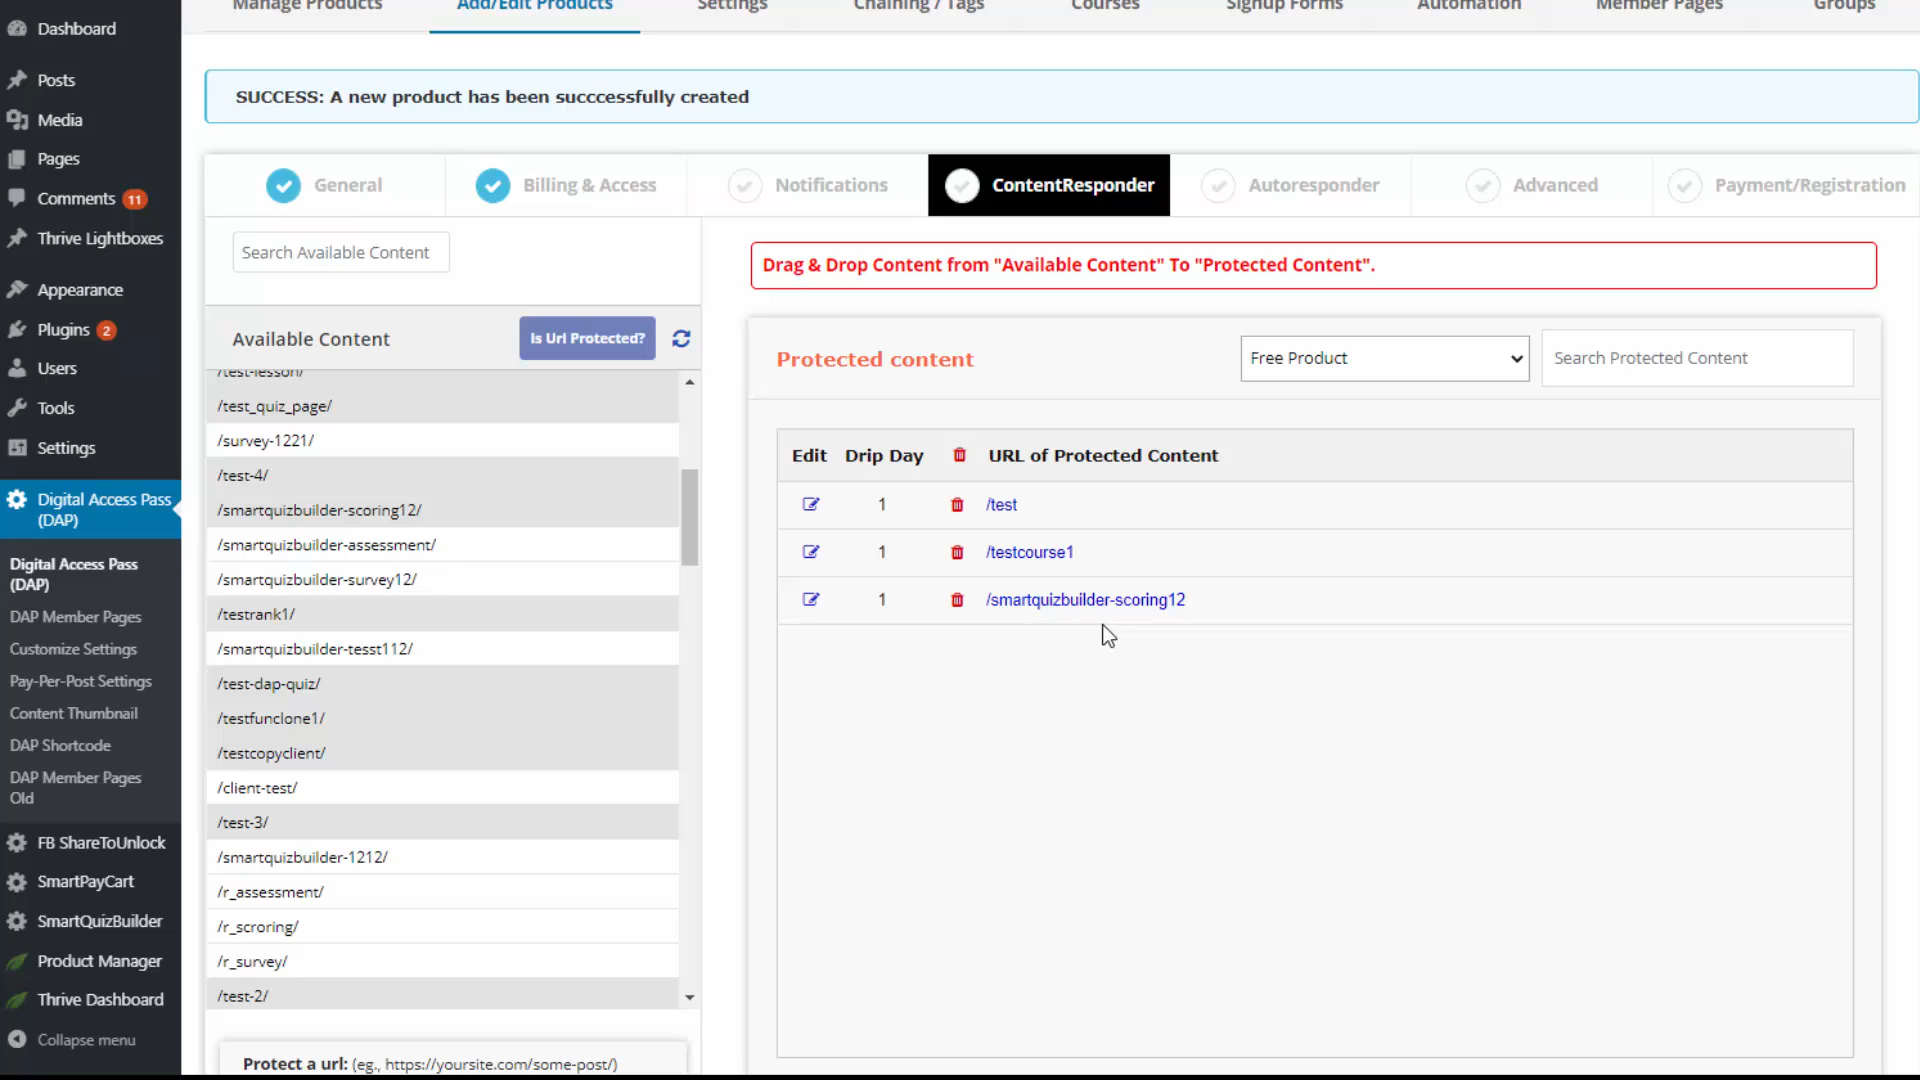 Manage Products
Add/Edit Products
Settings
Chaining / Tags
Courses
Signup Forms
Automation
Member Pages
Groups
Dashboard
Posts
Media
Pages
Comments 11
Thrive Lightboxes
Appearance
Plugins 2
Users
Tools
Settings
Digital Access Pass
(DAP)
Digital Access Pass
(DAP)
DAP Member Pages
Customize Settings
Pay-Per-Post Settings
Content Thumbnail
DAP Shortcode
DAP Member Pages
Old
FB ShareToUnlock
SmartPayCart
SmartQuizBuilder
Product Manager
Thrive Dashboard
Collapse menu
SUCCESS: A new product has been succcessfully created
General
Billing & Access
Notifications
ContentResponder
Autoresponder
Advanced
Payment/Registration
Search Available Content
Available Content
Is Url Protected?
/test-lesson/
/test_quiz_page/
/survey-1221/
/test-4/
/smartquizbuilder-scoring12/
/smartquizbuilder-assessment/
/smartquizbuilder-survey12/
/testrank1/
/smartquizbuilder-tesst112/
/test-dap-quiz/
/testfunclone1/
/testcopyclient/
/client-test/
/test-3/
/smartquizbuilder-1212/
/r_assessment/
/r_scroring/
/r_survey/
/test-2/
Protect a url: (eg., https://yoursite.com/some-post/)
Drag & Drop Content from "Available Content" To "Protected Content".
Protected content
Free Product
Search Protected Content
Edit Drip Day URL of Protected Content
1 /test
1 /testcourse1
1 /smartquizbuilder-scoring12